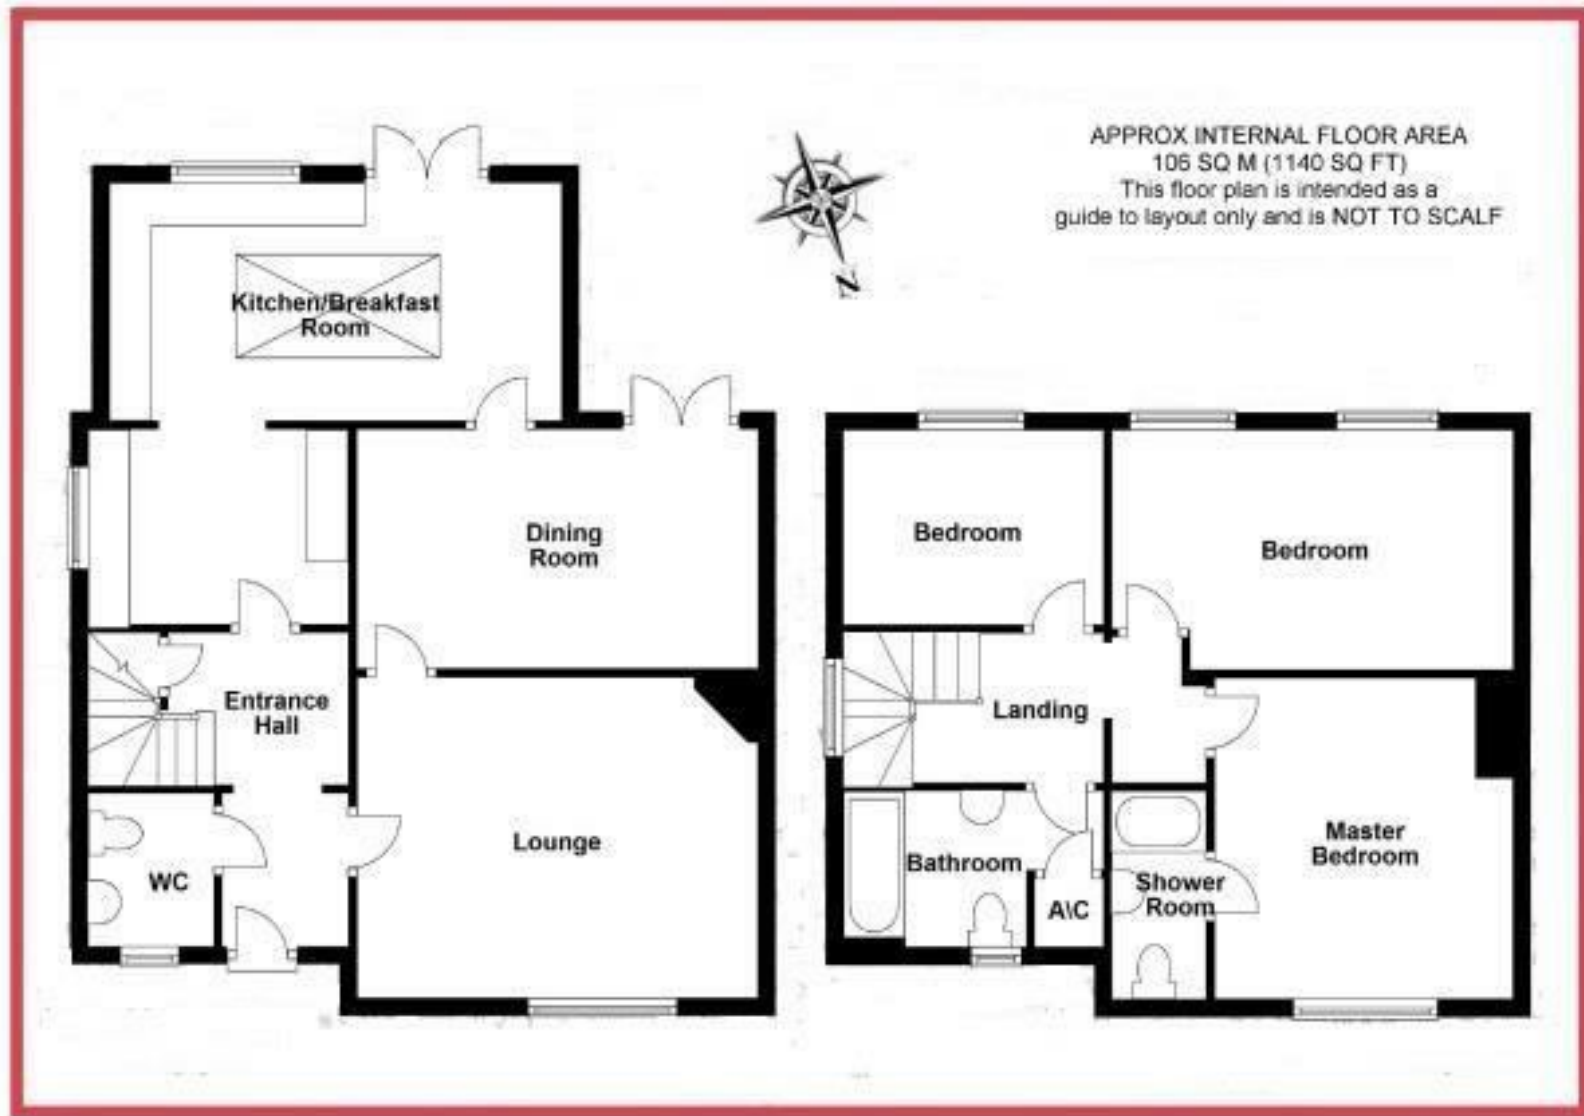 APPROX INTERNAL FLOOR AREA
106 SQ M (1140 SQ FT)
This floor plan is intended as a
guide to layout only and is NOT TO SCALF
N
Kitchen/Breakfast
Room
Dining
Room
Entrance
Hall
Lounge
WC
Bedroom
Bedroom
Landing
Bathroom
A\C
Shower
Room
Master
Bedroom